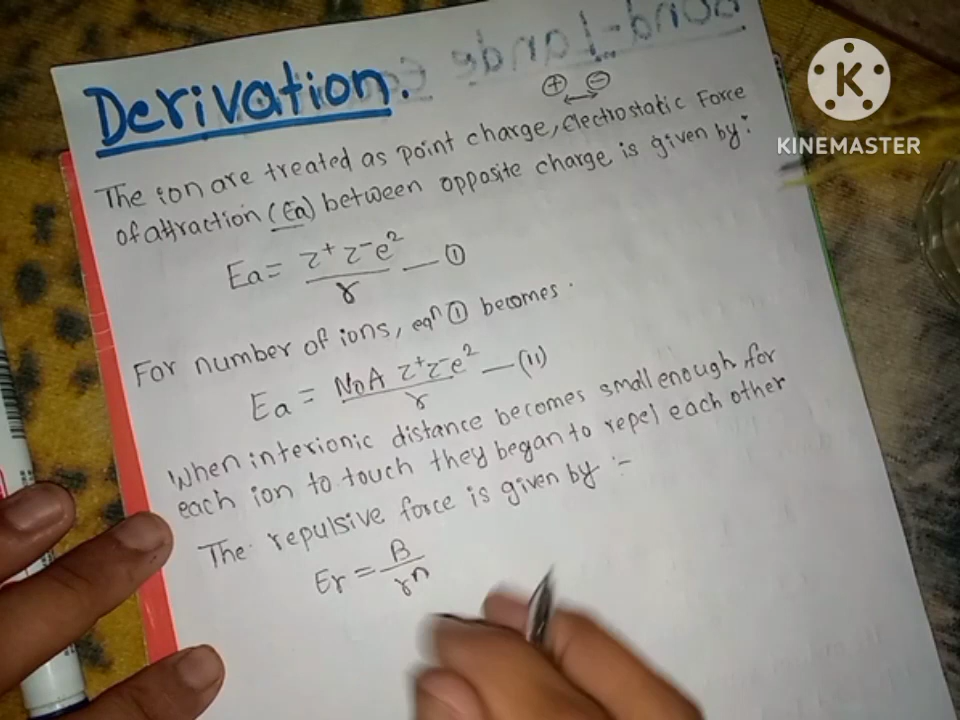 Derivation.
⊕ ⊖
The ion are treated as point charge, electrostatic Force
of attraction (Ea) between opposite charge is given by:
Ea = z⁺ z⁻e² / r — ①
For number of ions, eqⁿ ① becomes.
Ea = N₀A z⁺z⁻e² / r — (11)
When interionic distance becomes small enough for
each ion to touch they began to repel each other
The repulsive force is given by :-
Er = B / rⁿ
K
KINEMASTER